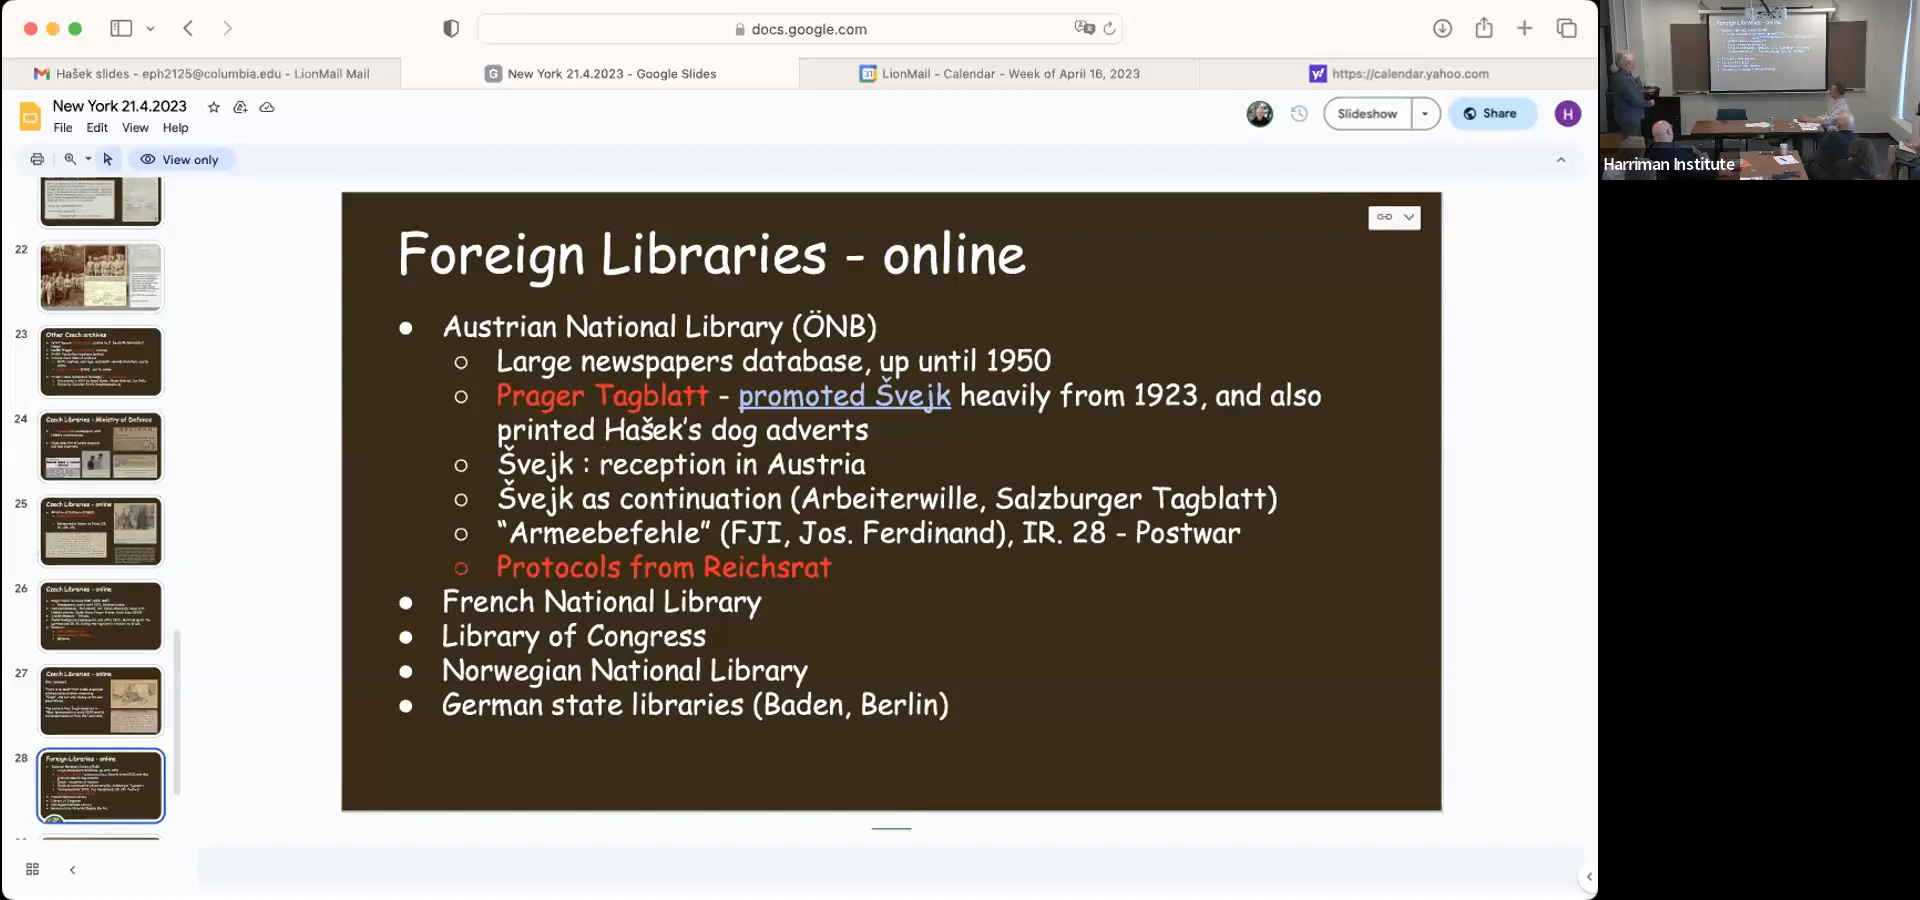 docs.google.com
Hašek slides - eph2125@columbia.edu - LionMail Mail
New York 21.4.2023 - Google Slides
LionMail - Calendar - Week of April 16, 2023
https://calendar.yahoo.com
New York 21.4.2023
File Edit View Help
Slideshow
Share
H
View only
Harriman Institute
22
23
Other Czech archives
24
Czech Libraries - Ministry of Defence
25
Czech Libraries - online
26
Czech Libraries - online
27
Czech Libraries - online
28
Foreign Libraries - online
Foreign Libraries - online
● Austrian National Library (ÖNB)
○ Large newspapers database, up until 1950
○ Prager Tagblatt - promoted Švejk heavily from 1923, and also
printed Hašek's dog adverts
○ Švejk : reception in Austria
○ Švejk as continuation (Arbeiterwille, Salzburger Tagblatt)
○ “Armeebefehle” (FJI, Jos. Ferdinand), IR. 28 - Postwar
○ Protocols from Reichsrat
● French National Library
● Library of Congress
● Norwegian National Library
● German state libraries (Baden, Berlin)